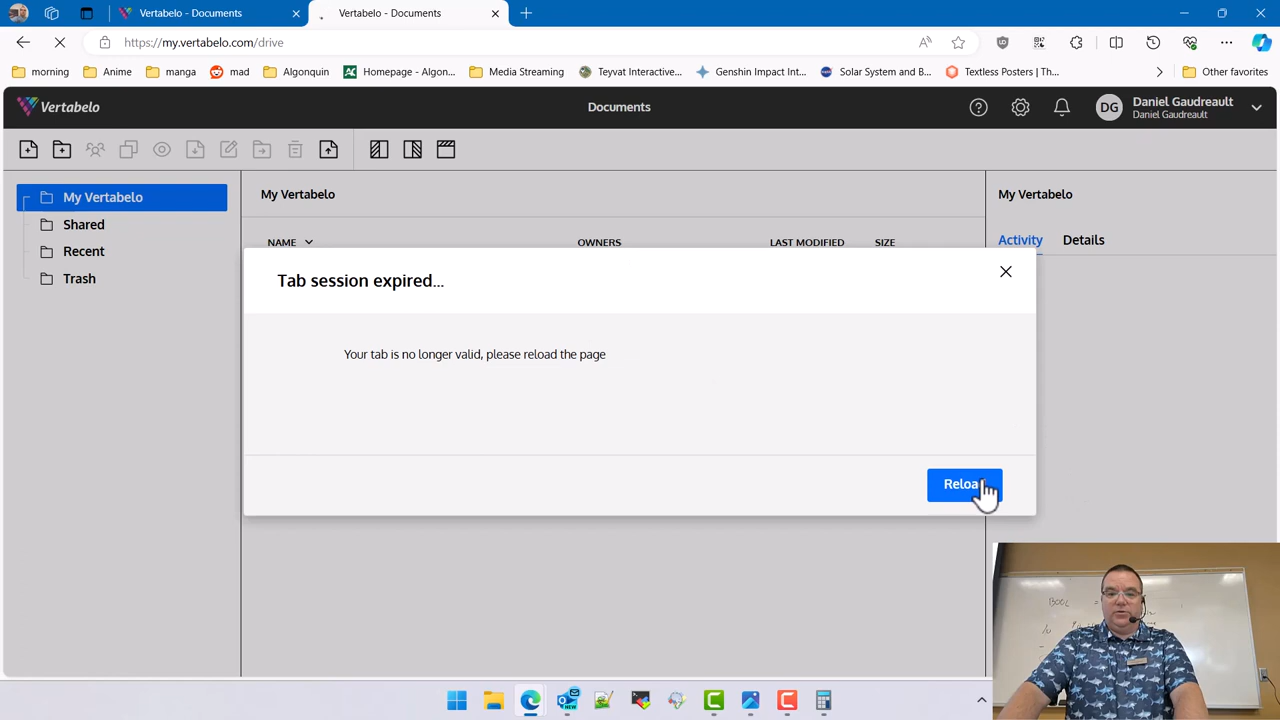 Vertabelo - Documents
Vertabelo - Documents
https://my.vertabelo.com/drive
morning
Anime
manga
mad
Algonquin
Homepage - Algon...
Media Streaming
Teyvat Interactive...
Genshin Impact Int...
Solar System and B...
Textless Posters | Th...
Other favorites
Vertabelo
Documents
DG
Daniel Gaudreault
Daniel Gaudreault
My Vertabelo
Shared
Recent
Trash
My Vertabelo
NAME
OWNERS
LAST MODIFIED
SIZE
My Vertabelo
Activity
Details
Tab session expired...
Your tab is no longer valid, please reload the page
Reload
NEW